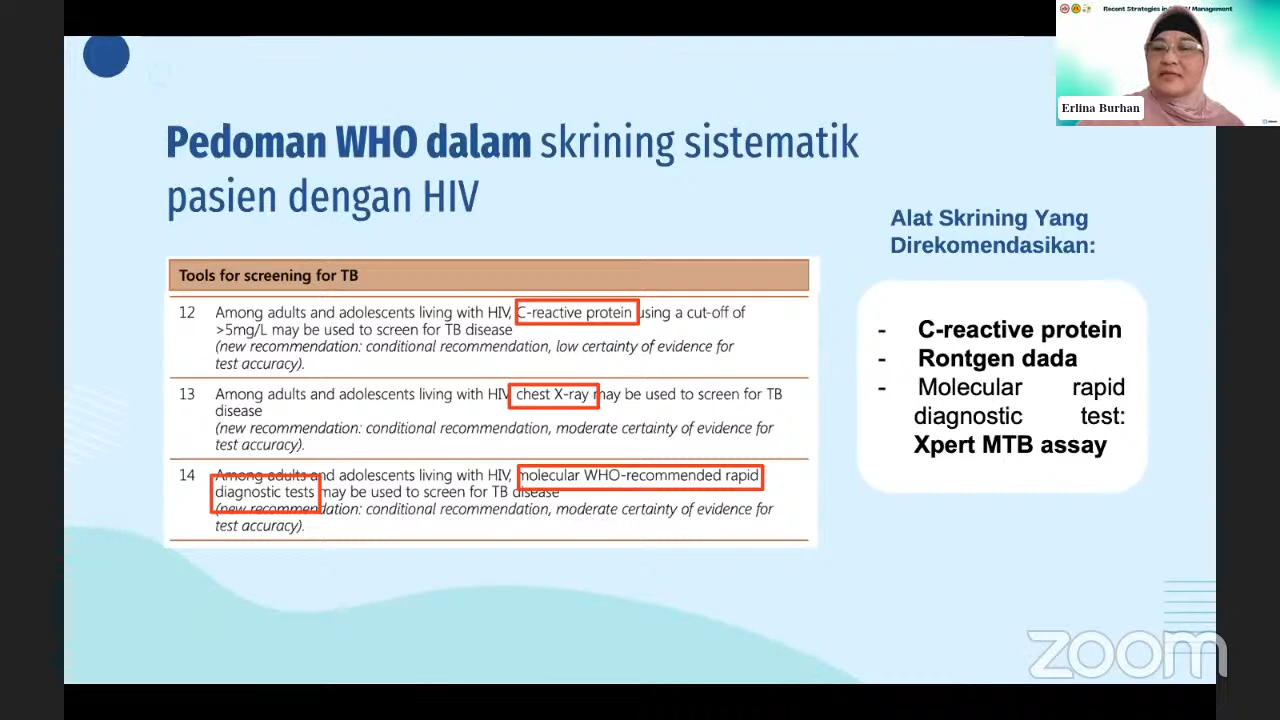 Recent Strategies in
Management
Erlina Burhan
Pedoman WHO dalam skrining sistematik
pasien dengan HIV
Tools for screening for TB
12 Among adults and adolescents living with HIV, C-reactive protein using a cut-off of
>5mg/L may be used to screen for TB disease
(new recommendation: conditional recommendation, low certainty of evidence for
test accuracy).
13 Among adults and adolescents living with HIV, chest X-ray may be used to screen for TB
disease
(new recommendation: conditional recommendation, moderate certainty of evidence for
test accuracy).
14 Among adults and adolescents living with HIV, molecular WHO-recommended rapid
diagnostic tests may be used to screen for TB disease
(new recommendation: conditional recommendation, moderate certainty of evidence for
test accuracy).
Alat Skrining Yang
Direkomendasikan:
- C-reactive protein
- Rontgen dada
- Molecular rapid
diagnostic test:
Xpert MTB assay
zoom